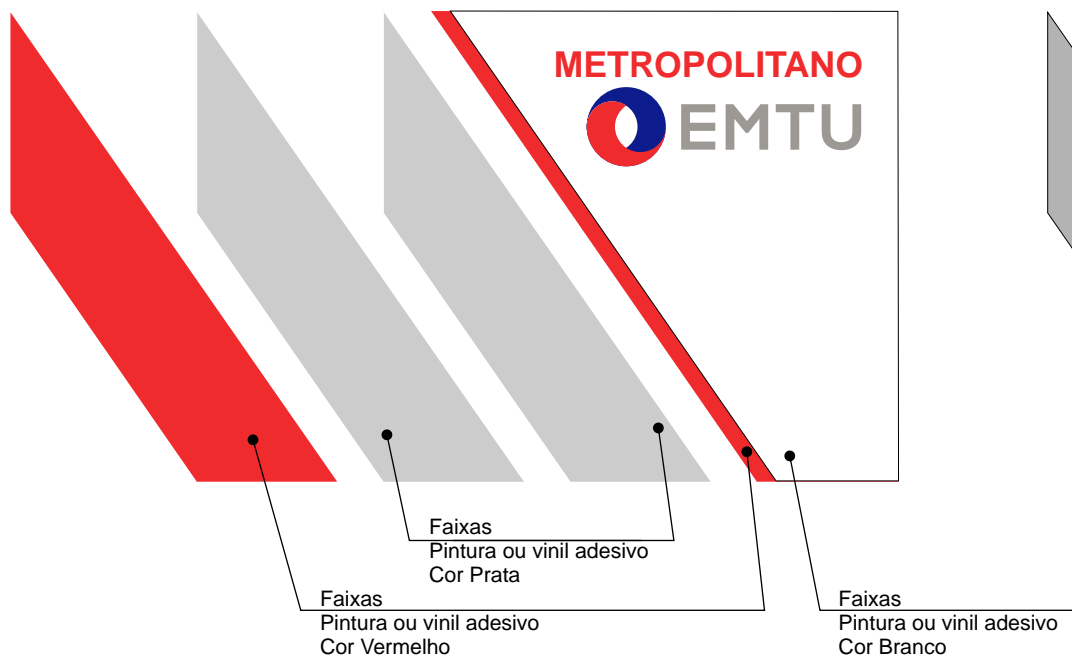 METROPOLITANO
EMTU
Faixas
Pintura ou vinil adesivo
Cor Prata
Faixas
Pintura ou vinil adesivo
Cor Vermelho
Faixas
Pintura ou vinil adesivo
Cor Branco